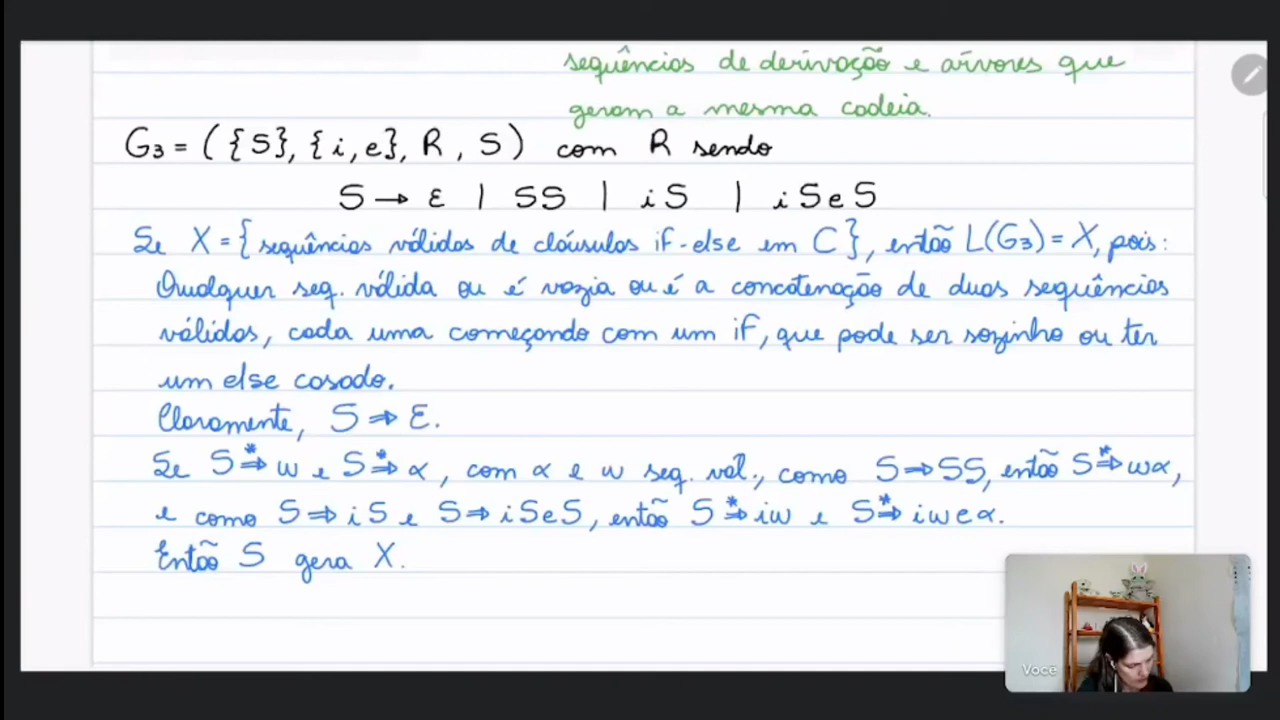 sequências de derivação e árvores que
geram a mesma cadeia.
G₃ = ({S}, {i, e}, R, S) com R sendo
S → ε | SS | iS | iSeS
Se X = {sequências válidas de cláusulas if-else em C}, então L(G₃) = X, pois:
Qualquer seq. válida ou é vazia ou é a concatenação de duas sequências
válidas, cada uma começando com um if, que pode ser sozinho ou ter
um else casado.
Claramente, S ⇒ ε.
Se S ⇒* w e S ⇒* α, com α e w seq. vál., como S ⇒ SS, então S ⇒* wα,
e como S ⇒ iS e S ⇒ iSeS, então S ⇒* iw e S ⇒* iweα.
Então S gera X.
Você